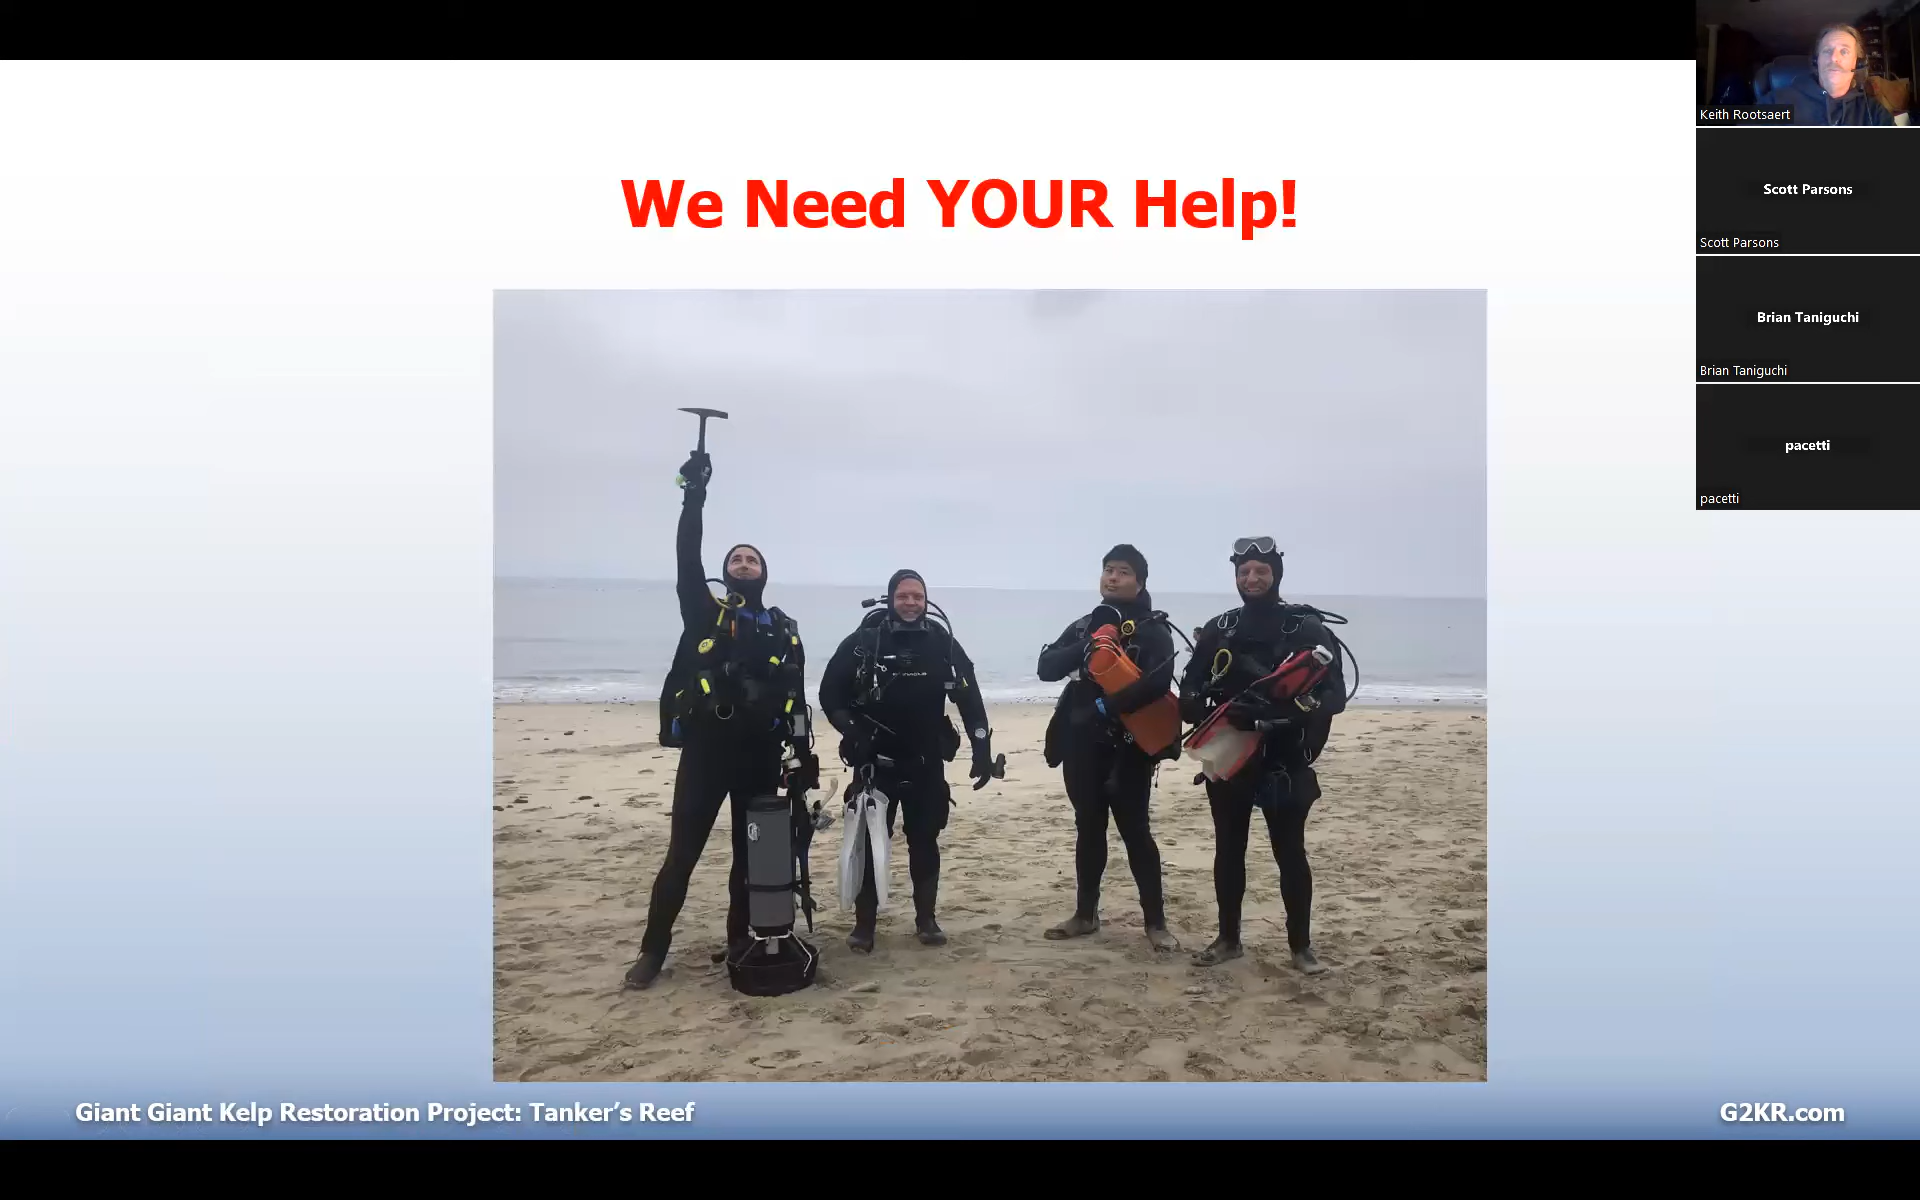 We Need YOUR Help!
Keith Rootsaert
Scott Parsons
Scott Parsons
Brian Taniguchi
Brian Taniguchi
pacetti
pacetti
Giant Giant Kelp Restoration Project: Tanker's Reef
G2KR.com